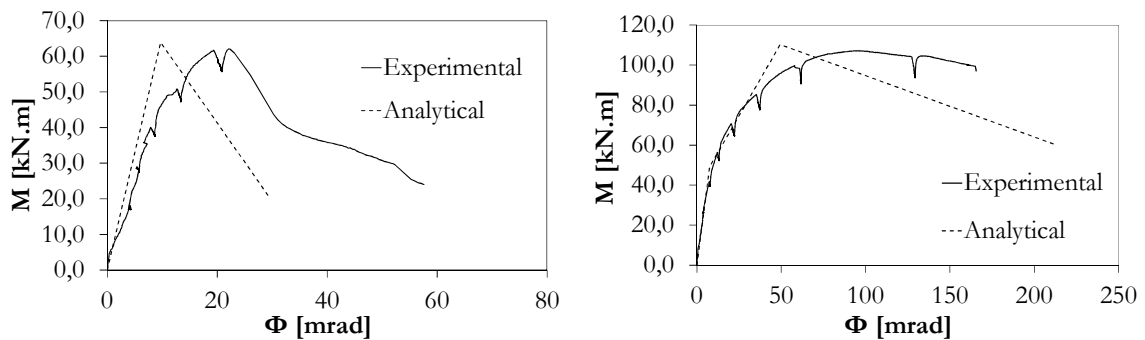 M [kN.m]
70,0
60,0
50,0
40,0
30,0
20,0
10,0
0,0
Experimental
Analytical
0 20 40 60 80
Φ [mrad]
M [kN.m]
120,0
100,0
80,0
60,0
40,0
20,0
0,0
Experimental
Analytical
0 50 100 150 200 250
Φ [mrad]